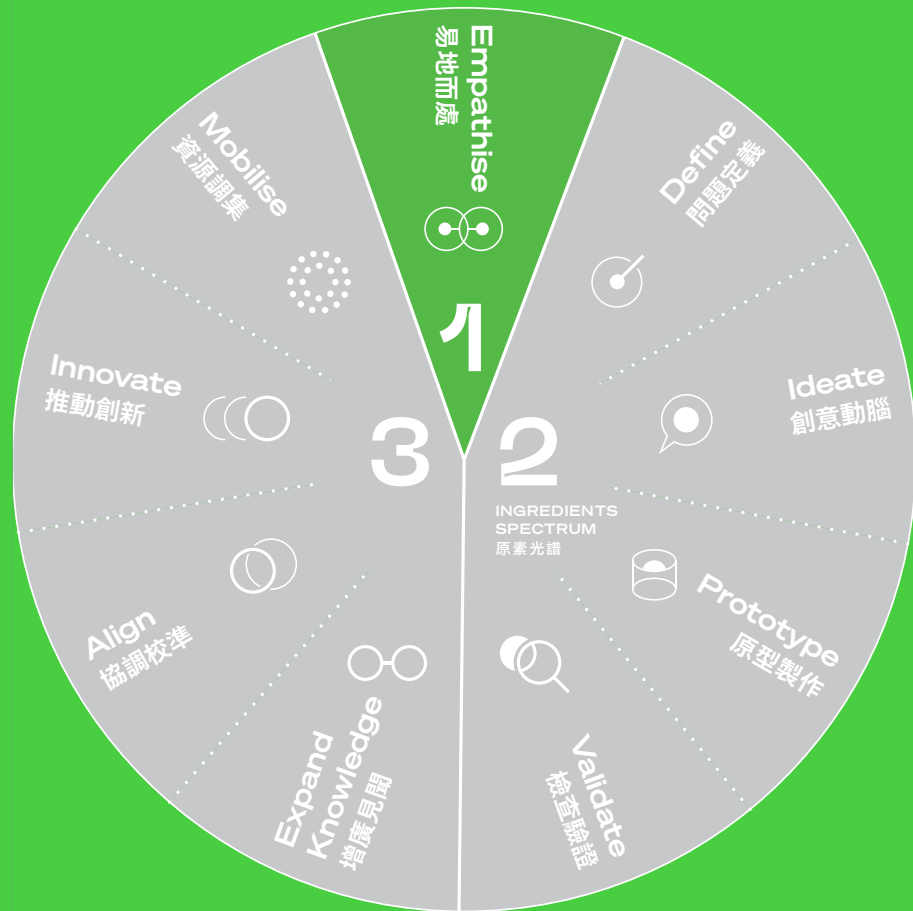 Empathise
易地而處
1
Define
問題定義
Ideate
創意動腦
2
INGREDIENTS
SPECTRUM
原素光譜
Prototype
原型製作
Validate
檢查驗證
3
Expand
Knowledge
增廣見聞
Align
協調校準
Innovate
推動創新
Mobilise
資源調集